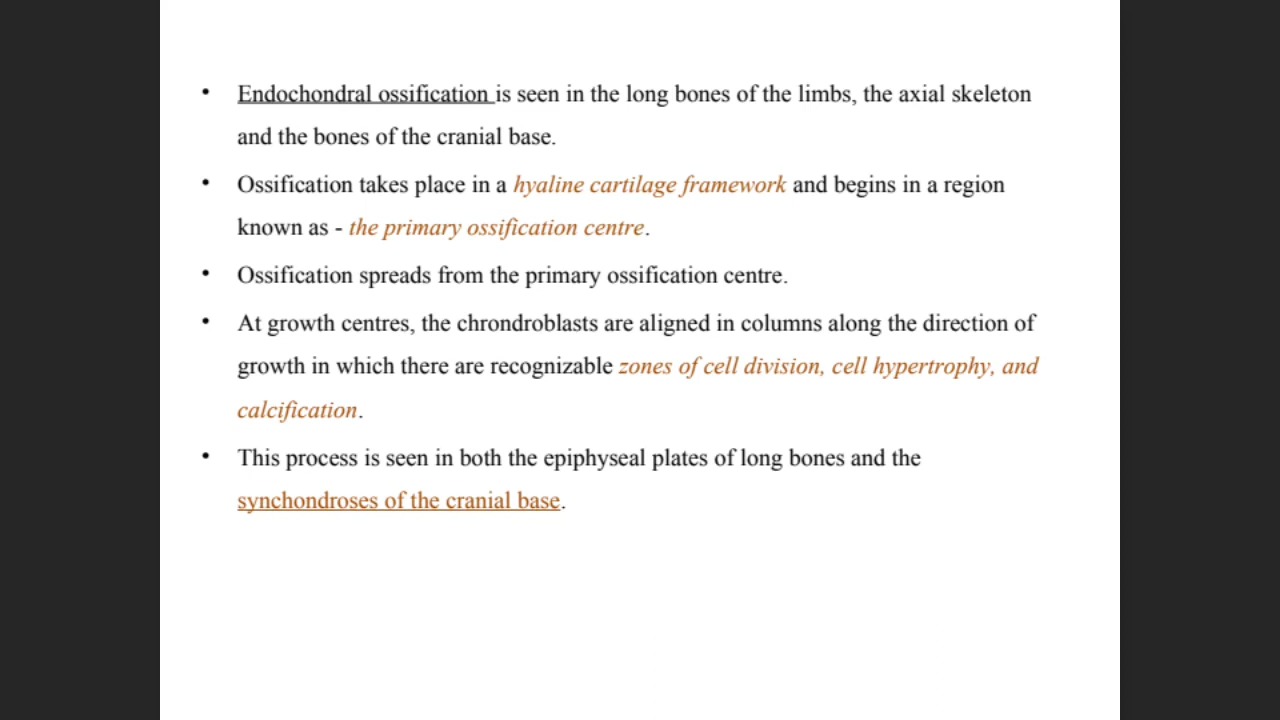 • Endochondral ossification is seen in the long bones of the limbs, the axial skeleton
and the bones of the cranial base.
• Ossification takes place in a hyaline cartilage framework and begins in a region
known as - the primary ossification centre.
• Ossification spreads from the primary ossification centre.
• At growth centres, the chrondroblasts are aligned in columns along the direction of
growth in which there are recognizable zones of cell division, cell hypertrophy, and
calcification.
• This process is seen in both the epiphyseal plates of long bones and the
synchondroses of the cranial base.